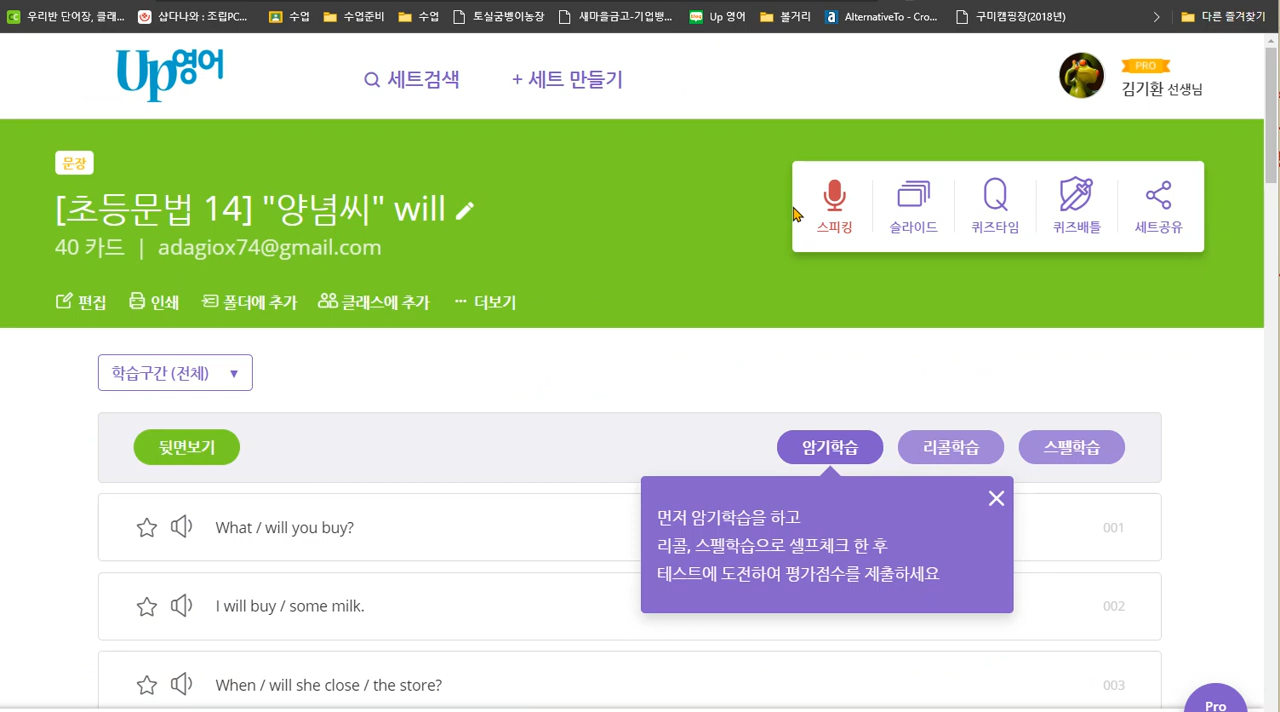 우리반 단어장, 클래... 샵다나와 : 조립PC... 수업 수업준비 수업 토실굼벵이농장 새마을금고-기업뱅... Up 영어 볼거리 AlternativeTo - Cro... 구미캠핑장(2018년) 다른 즐겨찾기
Up영어
세트검색 + 세트 만들기
PRO
김기환 선생님
문장
[초등문법 14] "양념씨" will
40 카드 | adagiox74@gmail.com
스피킹 슬라이드 퀴즈타임 퀴즈배틀 세트공유
편집 인쇄 폴더에 추가 클래스에 추가 ··· 더보기
학습구간 (전체) ▼
뒷면보기 암기학습 리콜학습 스펠학습
먼저 암기학습을 하고
리콜, 스펠학습으로 셀프체크 한 후
테스트에 도전하여 평가점수를 제출하세요
What / will you buy? 001
I will buy / some milk. 002
When / will she close / the store? 003
Pro